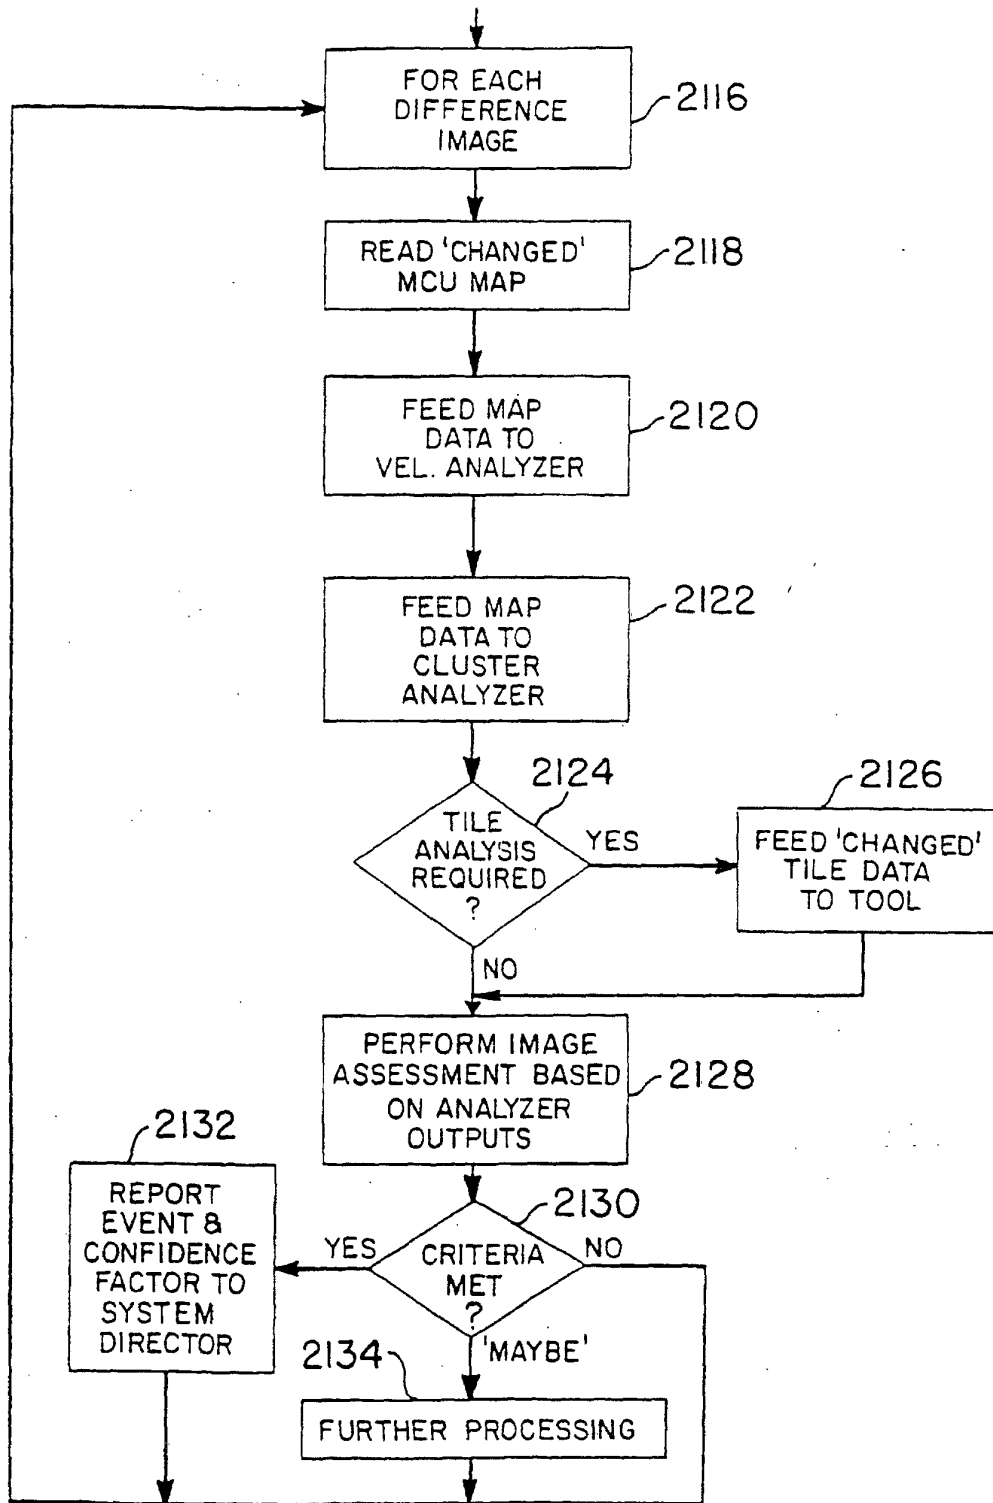 FOR EACH
DIFFERENCE
IMAGE
2116
READ 'CHANGED'
MCU MAP
2118
FEED MAP
DATA TO
VEL. ANALYZER
2120
FEED MAP
DATA TO
CLUSTER
ANALYZER
2122
TILE
ANALYSIS
REQUIRED
?
2124
YES
FEED 'CHANGED'
TILE DATA
TO TOOL
2126
NO
PERFORM IMAGE
ASSESSMENT BASED
ON ANALYZER
OUTPUTS
2128
CRITERIA
MET
?
2130
YES
NO
REPORT
EVENT &
CONFIDENCE
FACTOR TO
SYSTEM
DIRECTOR
2132
'MAYBE'
2134
FURTHER PROCESSING